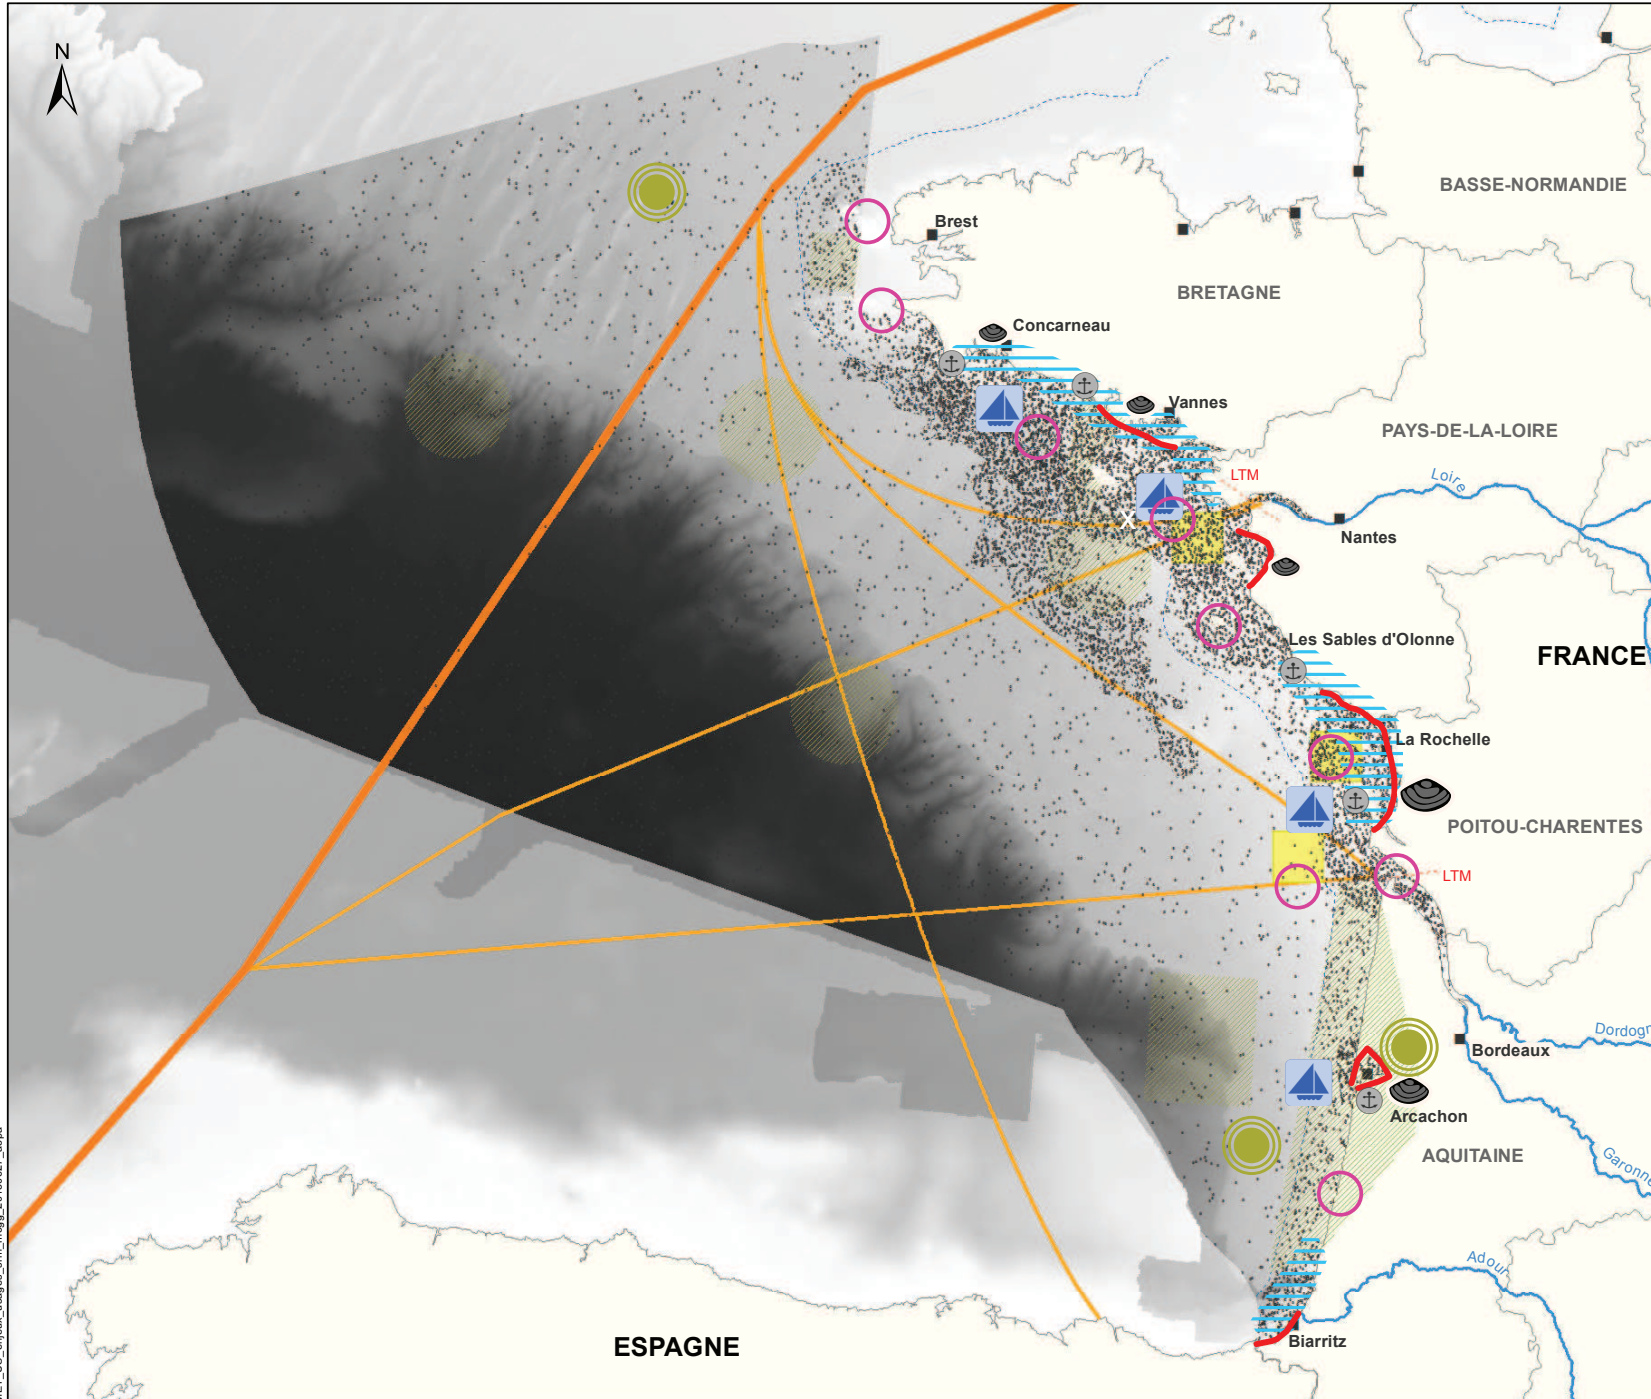 N
BASSE-NORMANDIE
Brest
BRETAGNE
Concarneau
Vannes
PAYS-DE-LA-LOIRE
LTM
Loire
X
Nantes
Les Sables d'Olonne
FRANCE
La Rochelle
POITOU-CHARENTES
LTM
Dordogn
Bordeaux
Arcachon
AQUITAINE
Garonne
Adour
ESPAGNE
Biarritz